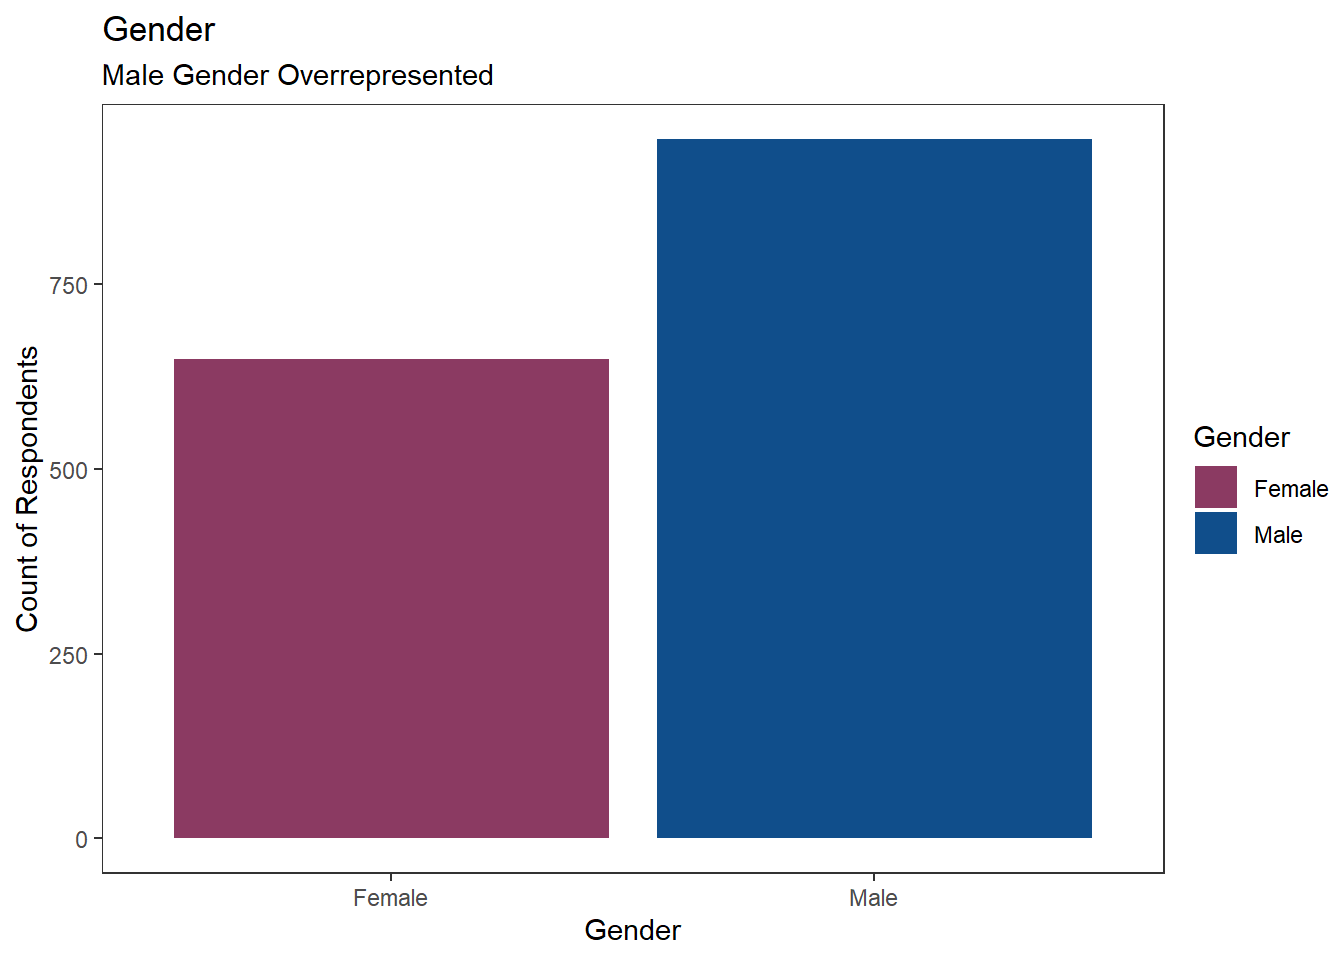 Gender
Male Gender Overrepresented
Count of Respondents
750
500
250
0
Female
Male
Gender
Gender
Female
Male